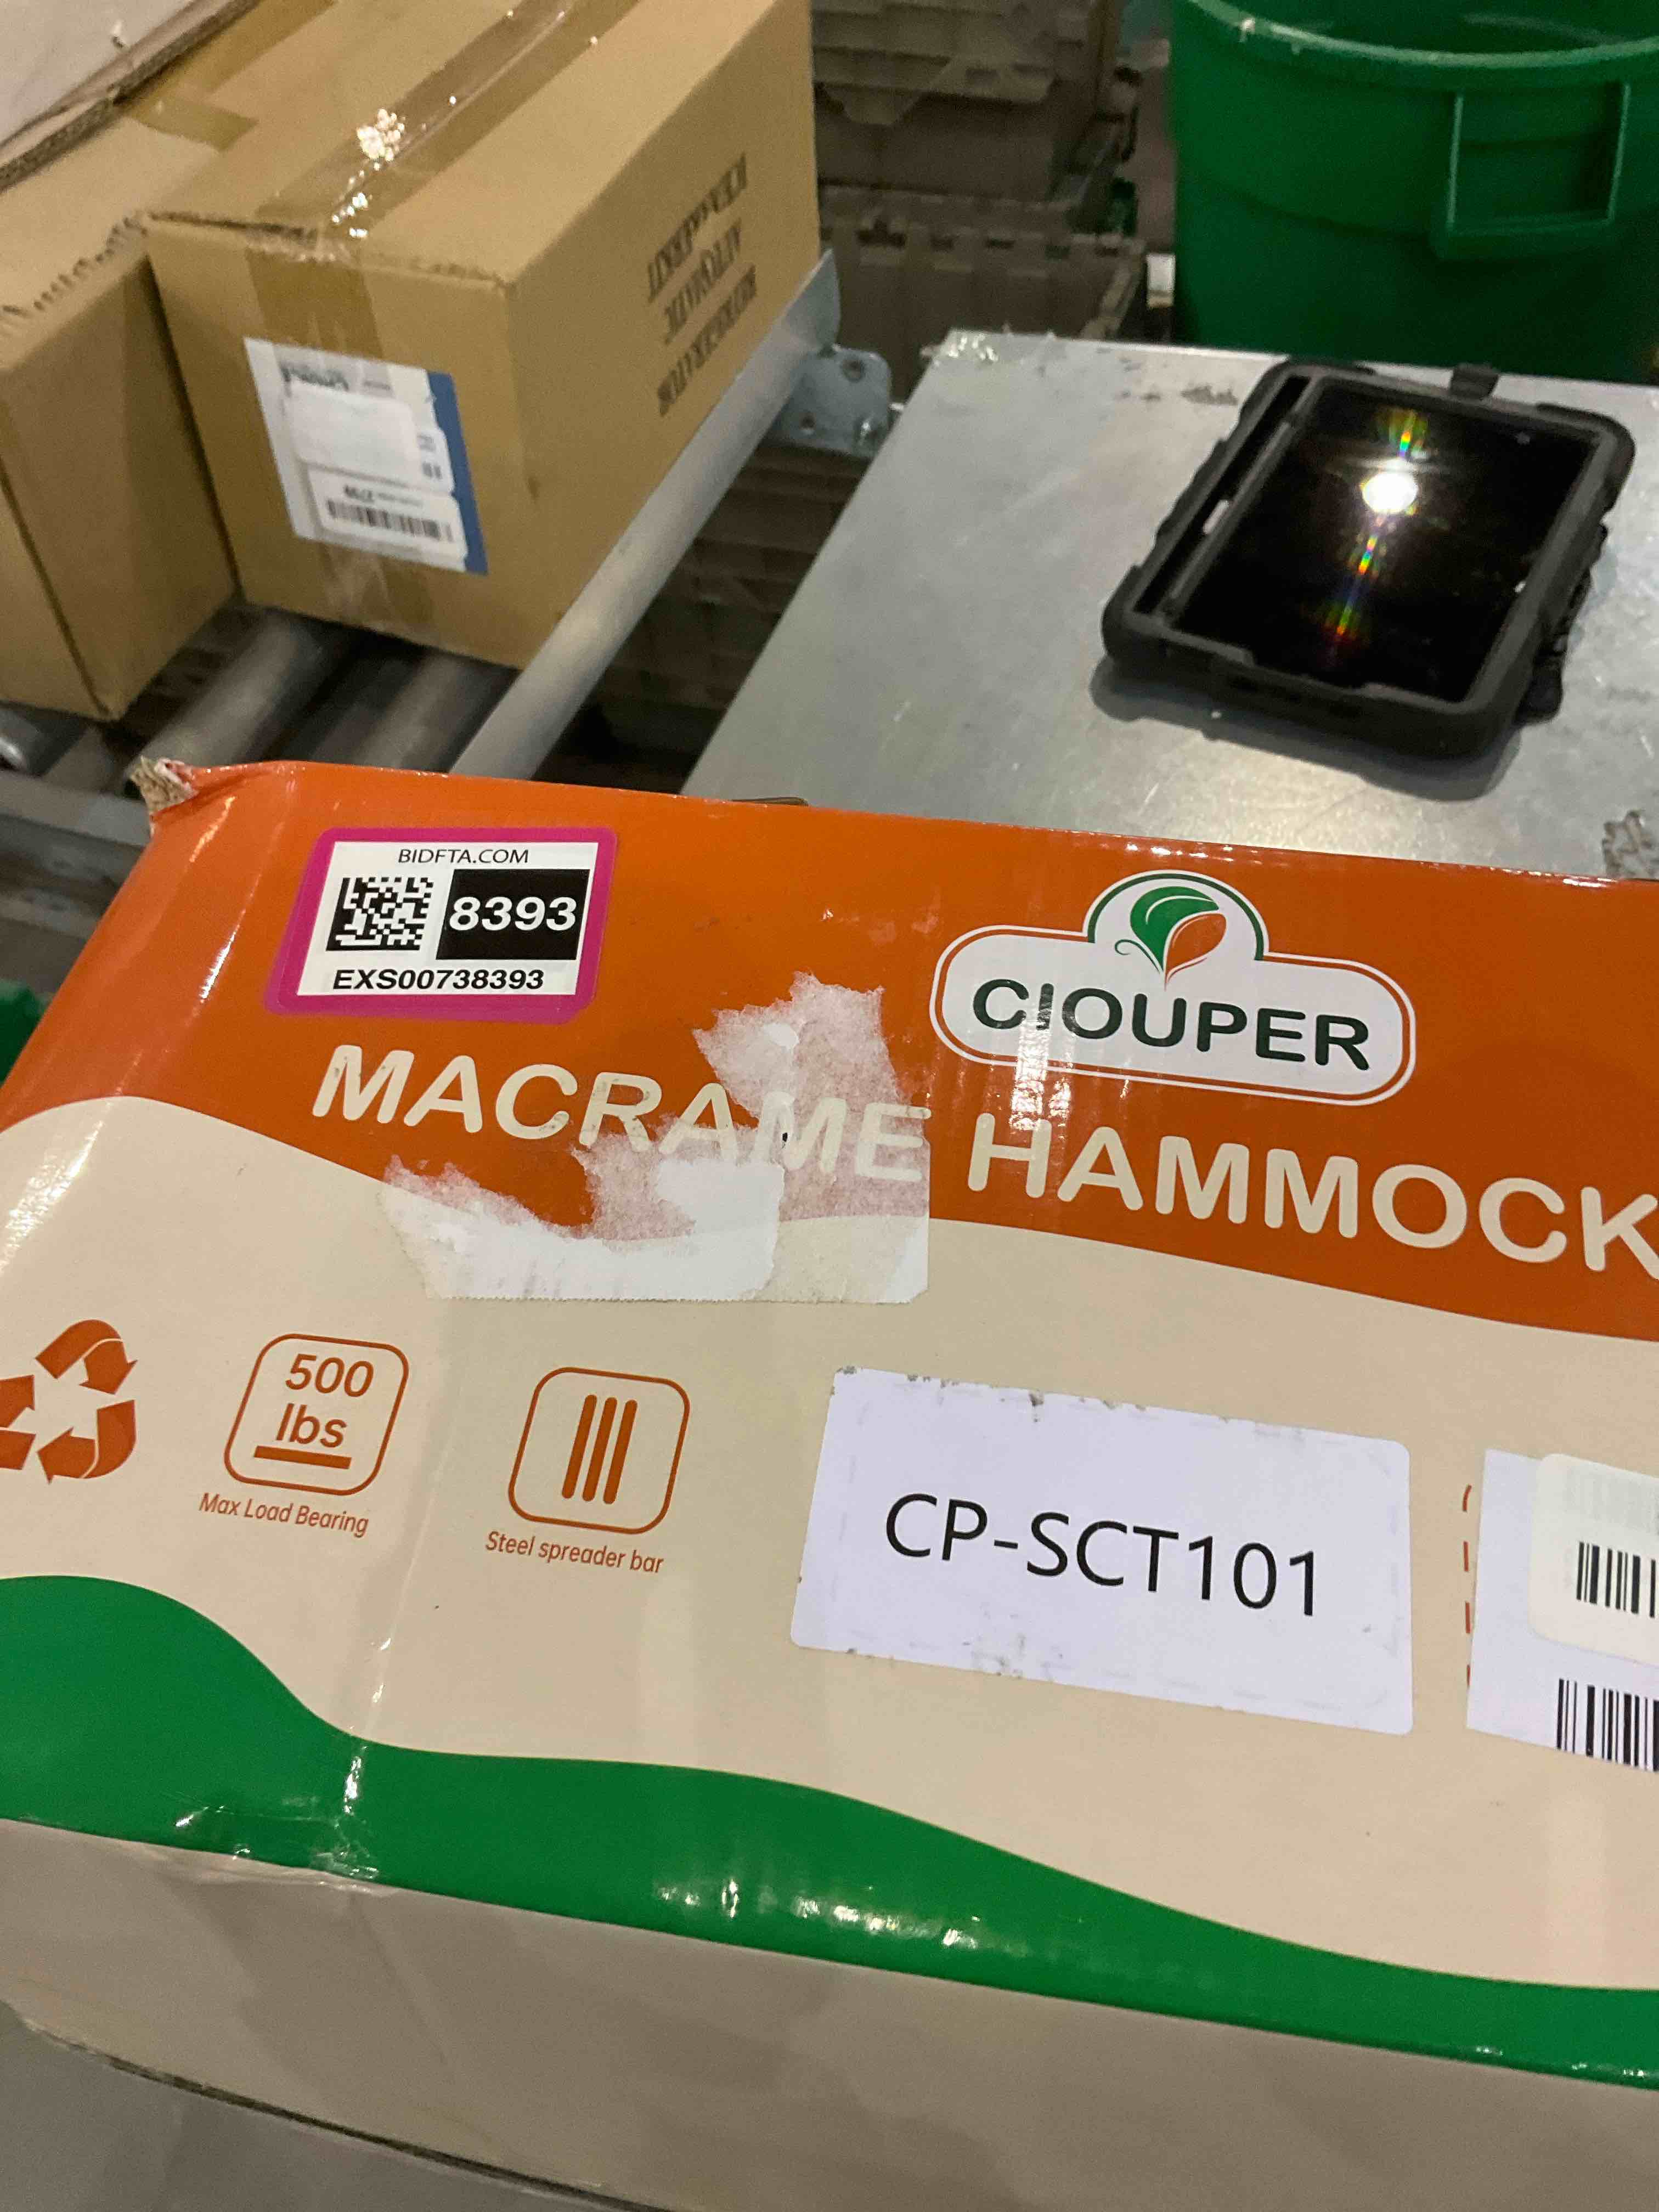 BIDFTA.COM
8393
EXS00738393
CIOUPER
MACRAME HAMMOCK
500
lbs
Max Load Bearing
Steel spreader bar
CP-SCT101